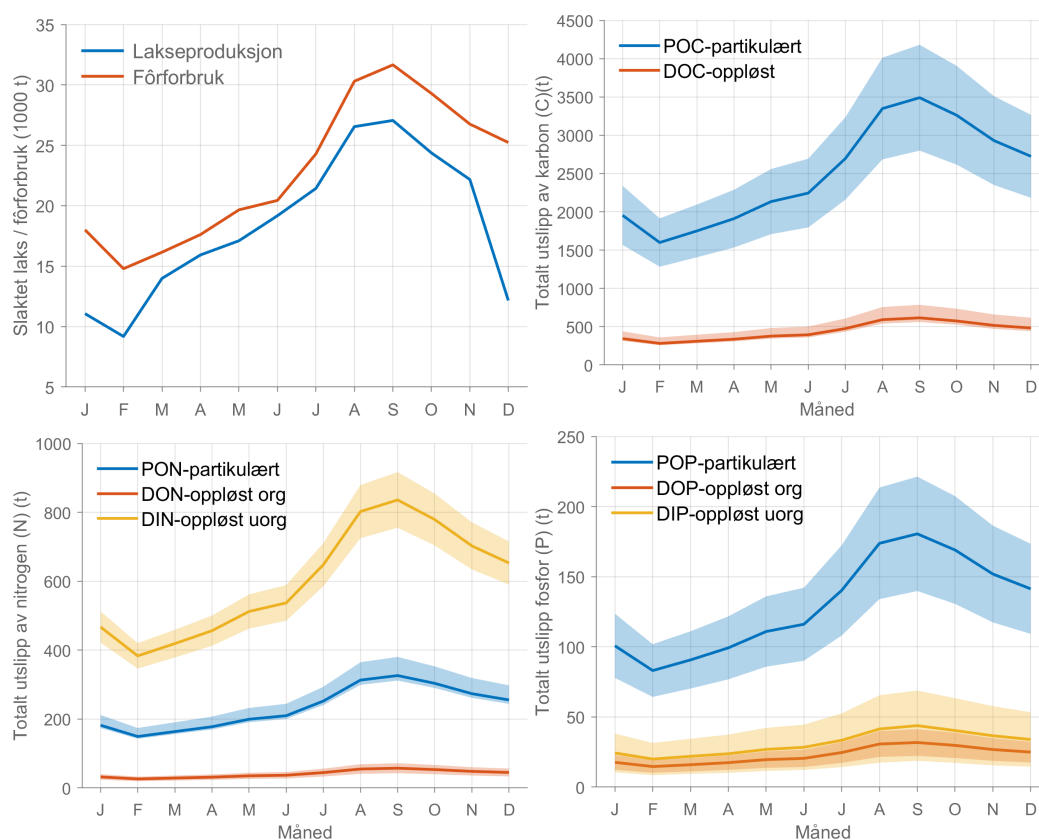 Slaktet laks / fôrforbruk (1000 t)
35
30
25
20
15
10
5
Lakseproduksjon
Fôrforbruk
J F M A M J J A S O N D
Totalt utslipp av karbon (C)(t)
4500
4000
3500
3000
2500
2000
1500
1000
500
0
POC-partikulært
DOC-oppløst
J F M A M J J A S O N D
Måned
Totalt utslipp av nitrogen (N) (t)
1000
800
600
400
200
0
PON-partikulært
DON-oppløst org
DIN-oppløst uorg
J F M A M J J A S O N D
Måned
Totalt utslipp fosfor (P) (t)
250
200
150
100
50
0
POP-partikulært
DOP-oppløst org
DIP-oppløst uorg
J F M A M J J A S O N D
Måned